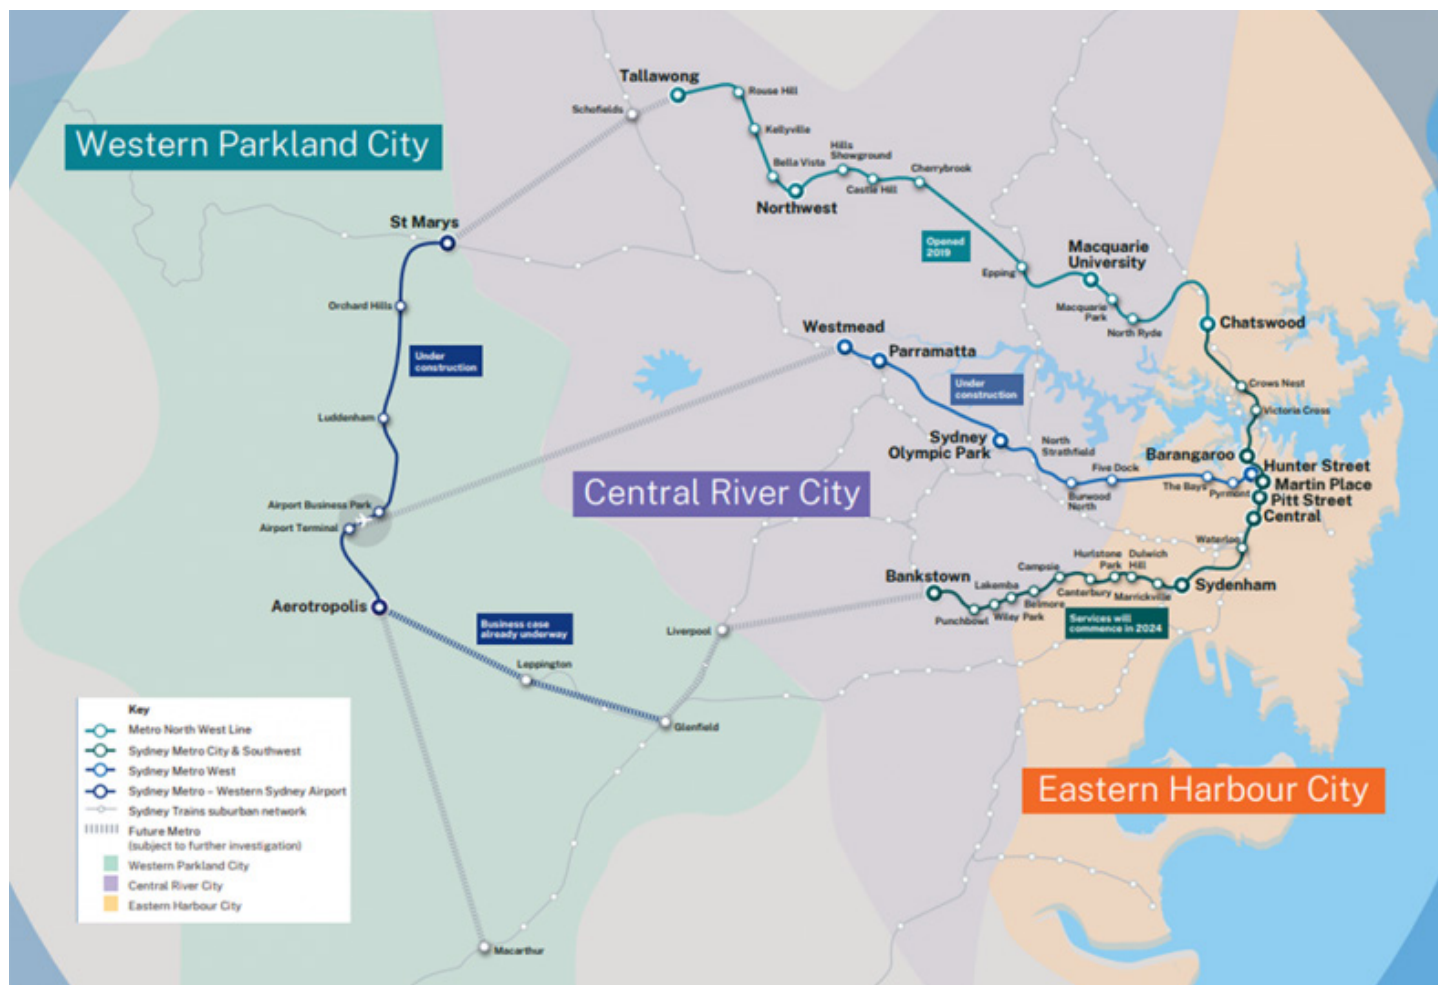 Tallawong
Rouse Hill
Schofields
Kellyville
Western Parkland City
Hills
Showground
Bella Vista
Cherrybrook
Castle Hill
Northwest
St Marys
Opened
2019
Macquarie
University
Epping
Orchard Hills
Macquarie
Park
North Ryde
Chatswood
Westmead
Parramatta
Under
construction
Under
construction
Crows Nest
Victoria Cross
Luddenham
Sydney
Olympic Park
North
Strathfield
Barangaroo
Hunter Street
Martin Place
Pitt Street
Central
Five Dock
The Bays
Pyrmont
Burwood
North
Central River City
Airport Business Park
Airport Terminal
Waterloo
Bankstown
Lakemba
Campsie
Hurlstone
Park
Dulwich
Hill
Canterbury
Marrickville
Sydenham
Belmore
Wiley Park
Punchbowl
Aerotropolis
Business case
already underway
Services will
commence in 2024
Liverpool
Leppington
Glenfield
Key
Metro North West Line
Sydney Metro City & Southwest
Sydney Metro West
Sydney Metro – Western Sydney Airport
Sydney Trains suburban network
Future Metro
(subject to further investigation)
Western Parkland City
Central River City
Eastern Harbour City
Eastern Harbour City
Macarthur